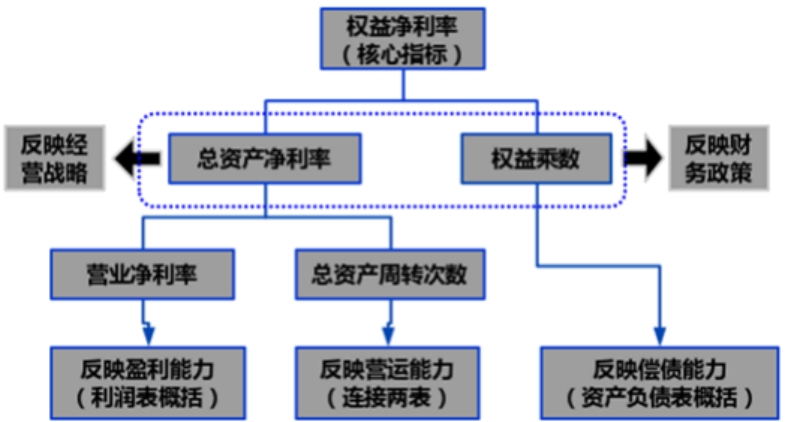 权益净利率
（核心指标）
反映经
营战略
总资产净利率
权益乘数
反映财
务政策
营业净利率
总资产周转次数
反映盈利能力
（利润表概括）
反映营运能力
（连接两表）
反映偿债能力
（资产负债表概括）